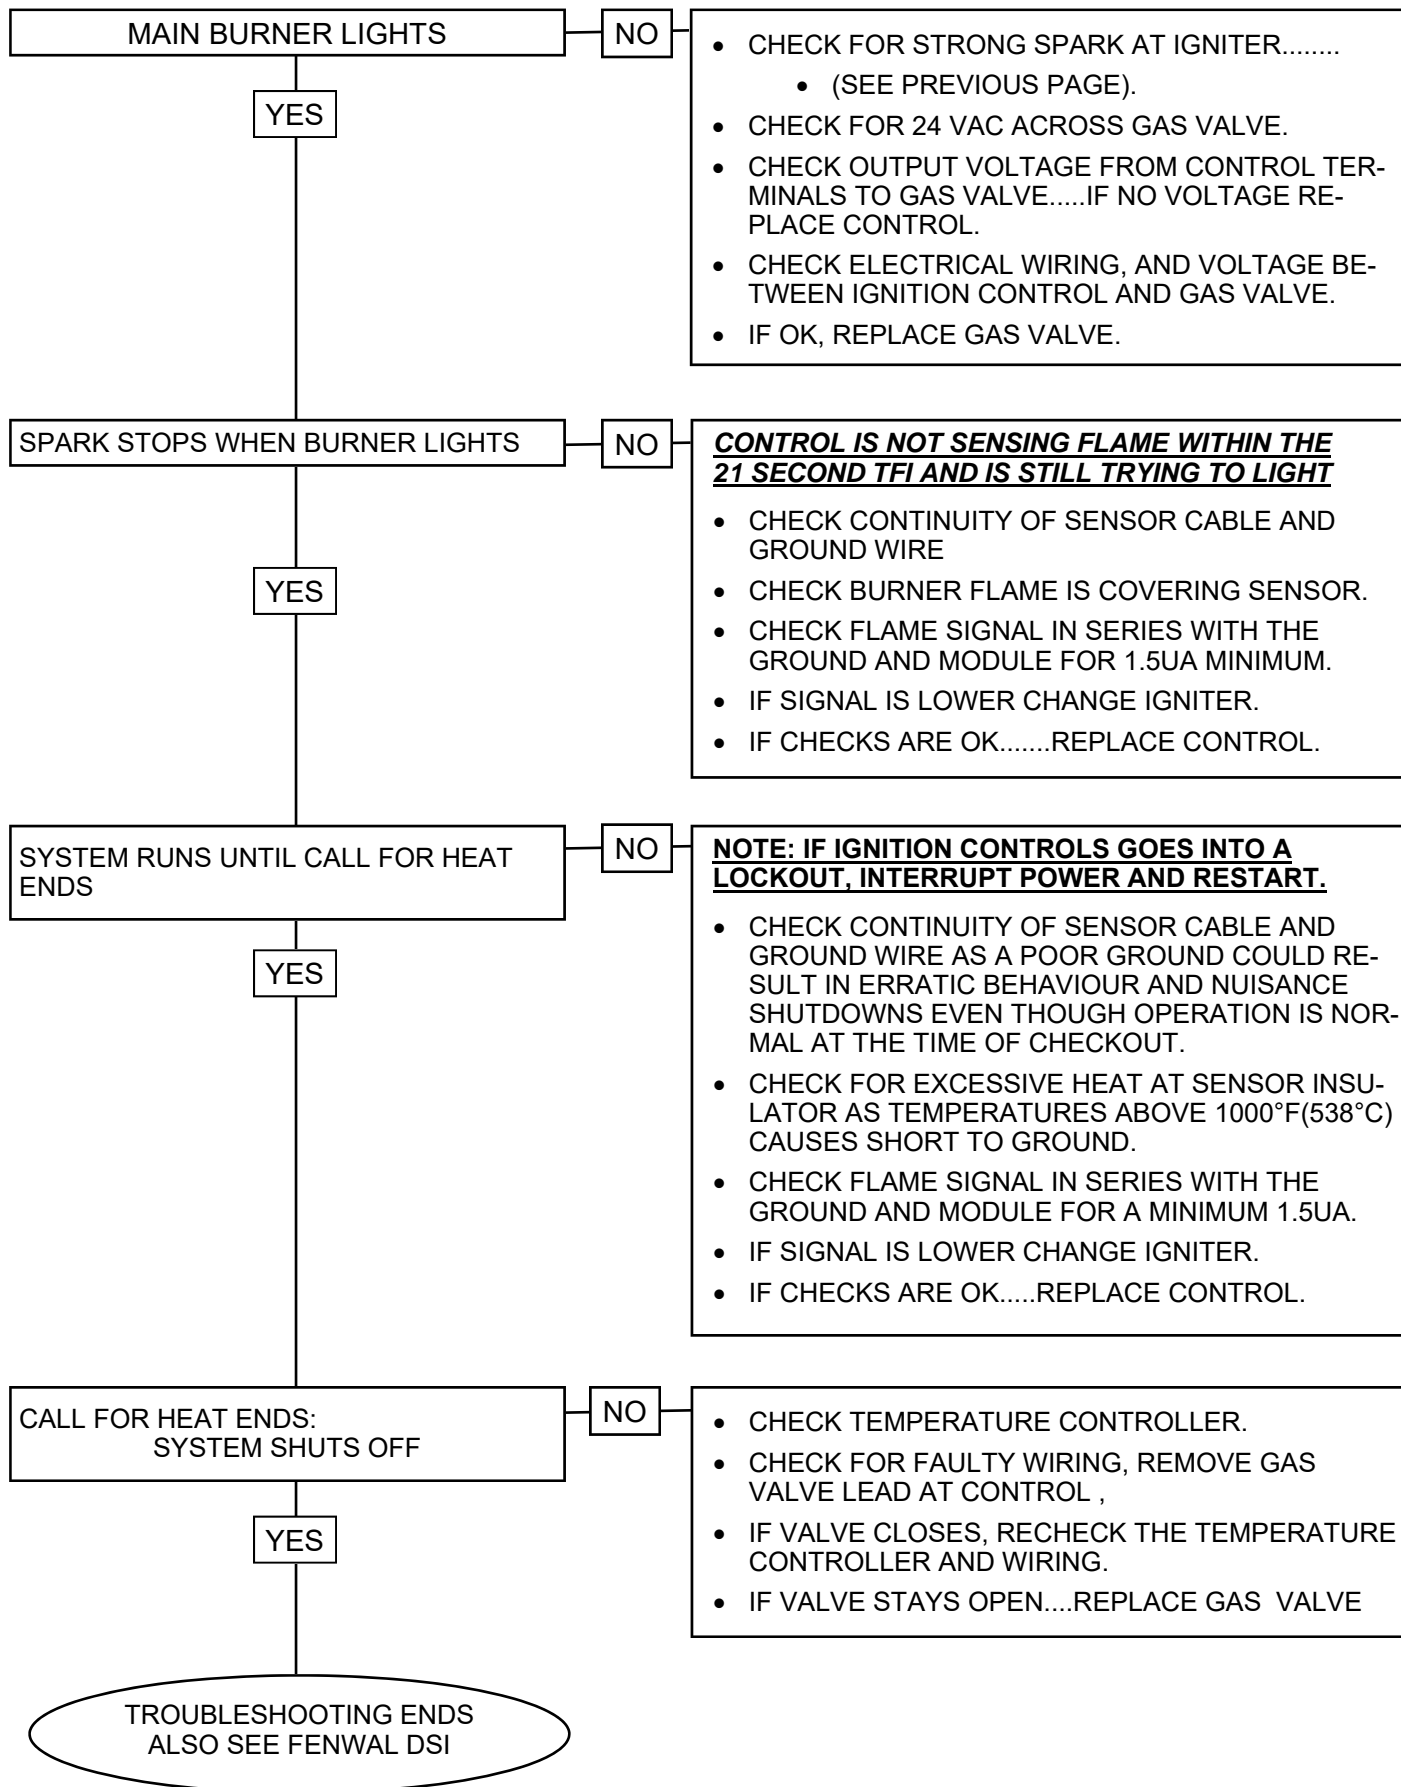 MAIN BURNER LIGHTS
NO
• CHECK FOR STRONG SPARK AT IGNITER........
• (SEE PREVIOUS PAGE).
• CHECK FOR 24 VAC ACROSS GAS VALVE.
• CHECK OUTPUT VOLTAGE FROM CONTROL TER-
MINALS TO GAS VALVE.....IF NO VOLTAGE RE-
PLACE CONTROL.
• CHECK ELECTRICAL WIRING, AND VOLTAGE BE-
TWEEN IGNITION CONTROL AND GAS VALVE.
• IF OK, REPLACE GAS VALVE.
YES
SPARK STOPS WHEN BURNER LIGHTS
NO
CONTROL IS NOT SENSING FLAME WITHIN THE
21 SECOND TFI AND IS STILL TRYING TO LIGHT
• CHECK CONTINUITY OF SENSOR CABLE AND
GROUND WIRE
• CHECK BURNER FLAME IS COVERING SENSOR.
• CHECK FLAME SIGNAL IN SERIES WITH THE
GROUND AND MODULE FOR 1.5UA MINIMUM.
• IF SIGNAL IS LOWER CHANGE IGNITER.
• IF CHECKS ARE OK.......REPLACE CONTROL.
YES
SYSTEM RUNS UNTIL CALL FOR HEAT
ENDS
NO
NOTE: IF IGNITION CONTROLS GOES INTO A
LOCKOUT, INTERRUPT POWER AND RESTART.
• CHECK CONTINUITY OF SENSOR CABLE AND
GROUND WIRE AS A POOR GROUND COULD RE-
SULT IN ERRATIC BEHAVIOUR AND NUISANCE
SHUTDOWNS EVEN THOUGH OPERATION IS NOR-
MAL AT THE TIME OF CHECKOUT.
• CHECK FOR EXCESSIVE HEAT AT SENSOR INSU-
LATOR AS TEMPERATURES ABOVE 1000°F(538°C)
CAUSES SHORT TO GROUND.
• CHECK FLAME SIGNAL IN SERIES WITH THE
GROUND AND MODULE FOR A MINIMUM 1.5UA.
• IF SIGNAL IS LOWER CHANGE IGNITER.
• IF CHECKS ARE OK.....REPLACE CONTROL.
YES
CALL FOR HEAT ENDS:
SYSTEM SHUTS OFF
NO
• CHECK TEMPERATURE CONTROLLER.
• CHECK FOR FAULTY WIRING, REMOVE GAS
VALVE LEAD AT CONTROL ,
• IF VALVE CLOSES, RECHECK THE TEMPERATURE
CONTROLLER AND WIRING.
• IF VALVE STAYS OPEN....REPLACE GAS VALVE
YES
TROUBLESHOOTING ENDS
ALSO SEE FENWAL DSI